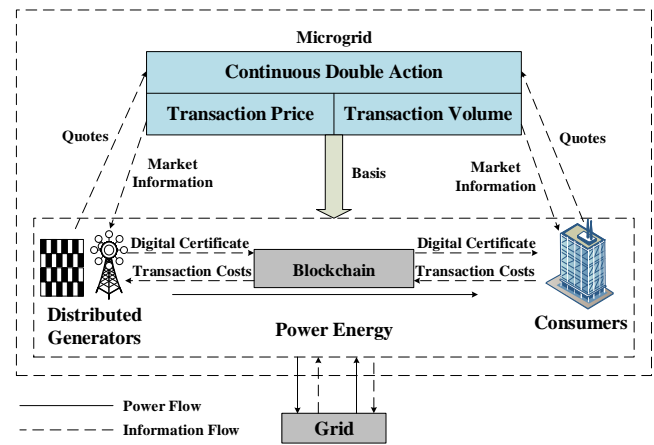 Microgrid
Continuous Double Action
Transaction Price
Transaction Volume
Quotes
Quotes
Market
Information
Basis
Market
Information
Digital Certificate
Digital Certificate
Blockchain
Transaction Costs
Transaction Costs
Distributed
Generators
Power Energy
Consumers
Power Flow
Information Flow
Grid